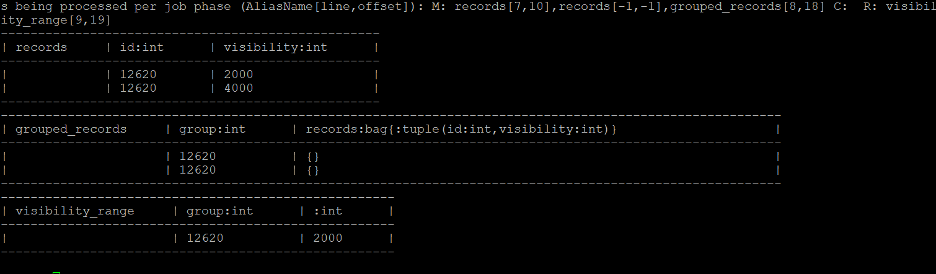 s being processed per job phase (AliasName[line,offset]): M: records[7,10],records[-1,-1],grouped_records[8,18] C:  R: visibil
ity_range[9,19]
--------------------------------------------------
| records     | id:int      | visibility:int      |
--------------------------------------------------
|             | 12620       | 2000                |
|             | 12620       | 4000                |
--------------------------------------------------
-------------------------------------------------------------------------------------------------------
| grouped_records     | group:int     | records:bag{:tuple(id:int,visibility:int)}                    |
-------------------------------------------------------------------------------------------------------
|                     | 12620         | {}                                                            |
|                     | 12620         | {}                                                            |
-------------------------------------------------------------------------------------------------------
----------------------------------------------------
| visibility_range     | group:int     | :int      |
----------------------------------------------------
|                      | 12620         | 2000      |
----------------------------------------------------